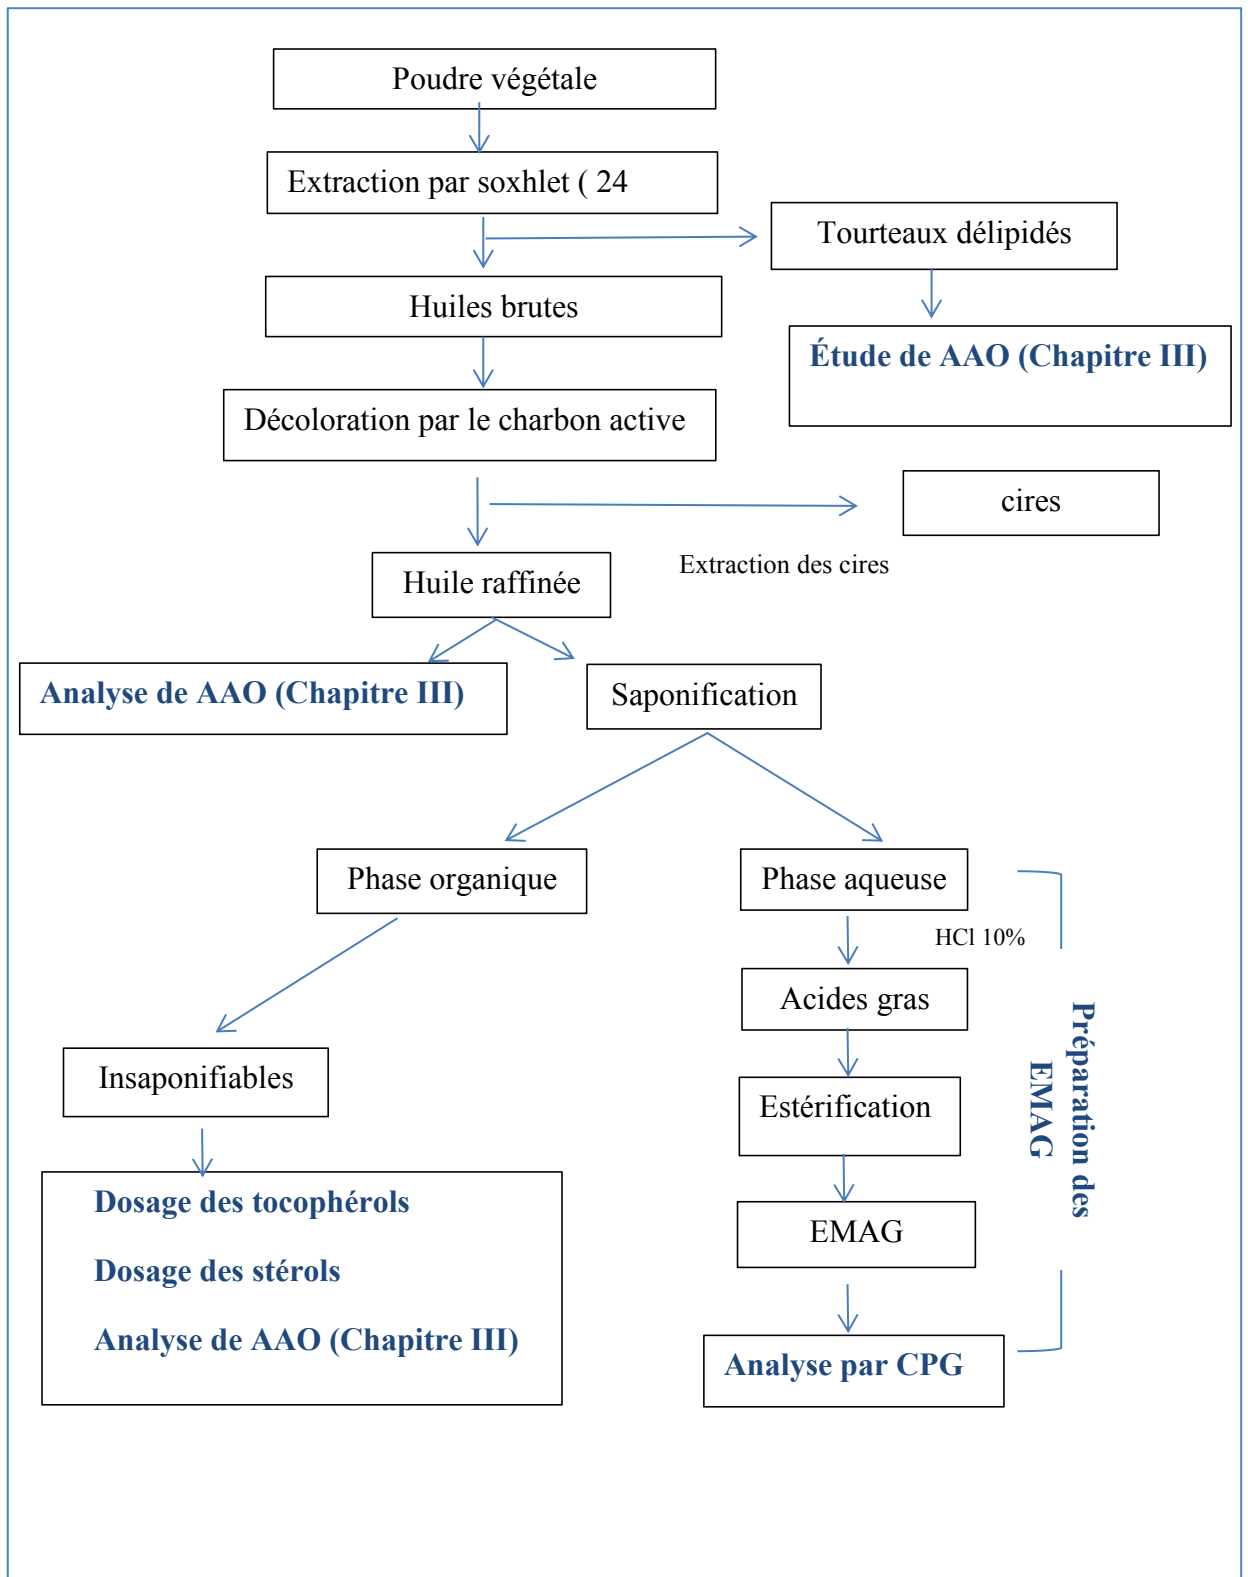 Poudre végétale
Extraction par soxhlet ( 24
Tourteaux délipidés
Huiles brutes
Étude de AAO (Chapitre III)
Décoloration par le charbon active
cires
Extraction des cires
Huile raffinée
Analyse de AAO (Chapitre III)
Saponification
Phase organique
Phase aqueuse
HCl 10%
Acides gras
Préparation des
EMAG
Insaponifiables
Estérification
Dosage des tocophérols
Dosage des stérols
Analyse de AAO (Chapitre III)
EMAG
Analyse par CPG